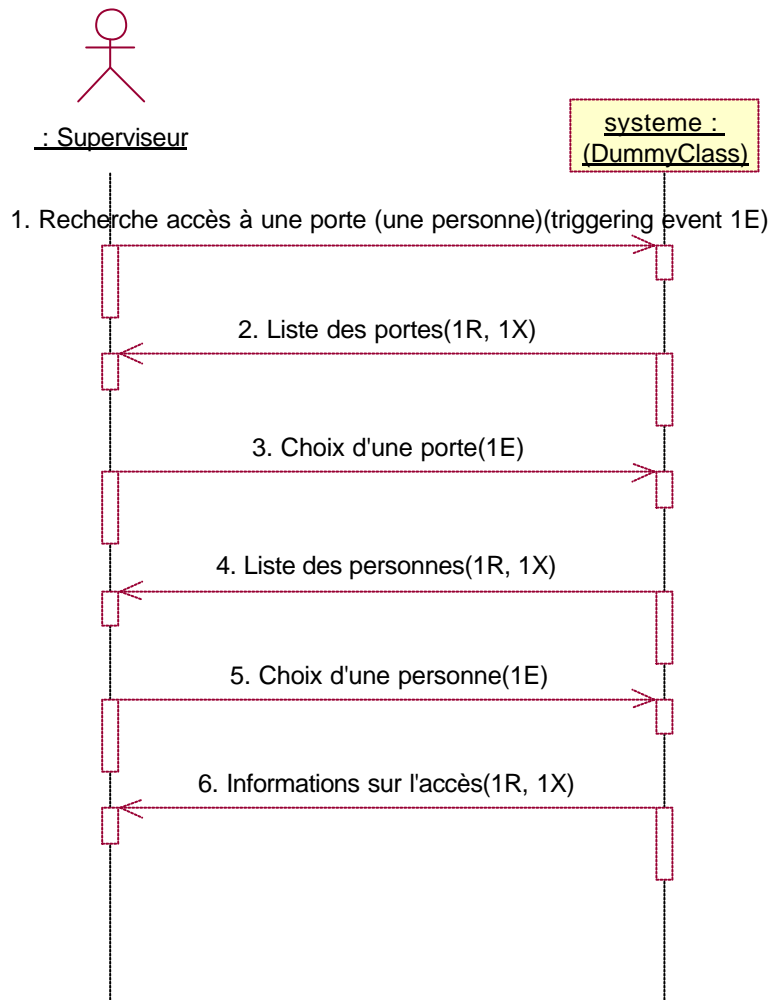 : Superviseur
systeme :
(DummyClass)
1. Recherche accès à une porte (une personne)(triggering event 1E)
2. Liste des portes(1R, 1X)
3. Choix d'une porte(1E)
4. Liste des personnes(1R, 1X)
5. Choix d'une personne(1E)
6. Informations sur l'accès(1R, 1X)